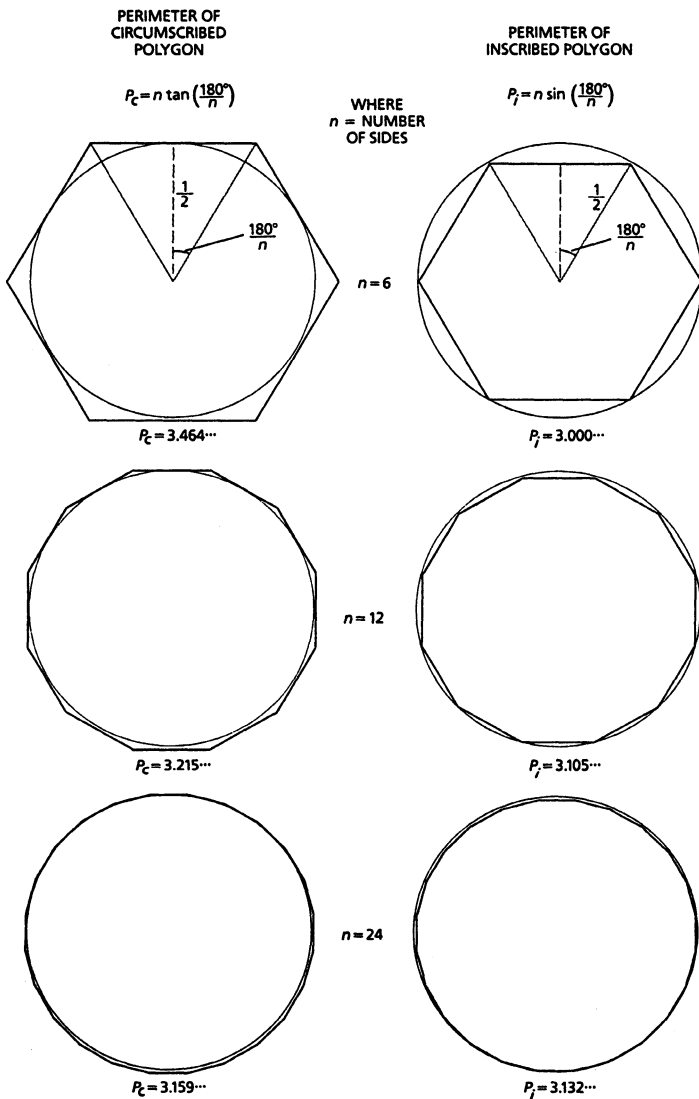 PERIMETER OF
CIRCUMSCRIBED
POLYGON
P_c = n tan (180°/n)
WHERE
n = NUMBER
OF SIDES
PERIMETER OF
INSCRIBED POLYGON
P_i = n sin (180°/n)
1/2
180°/n
n = 6
1/2
180°/n
P_c = 3.464···
P_i = 3.000···
n = 12
P_c = 3.215···
P_i = 3.105···
n = 24
P_c = 3.159···
P_i = 3.132···